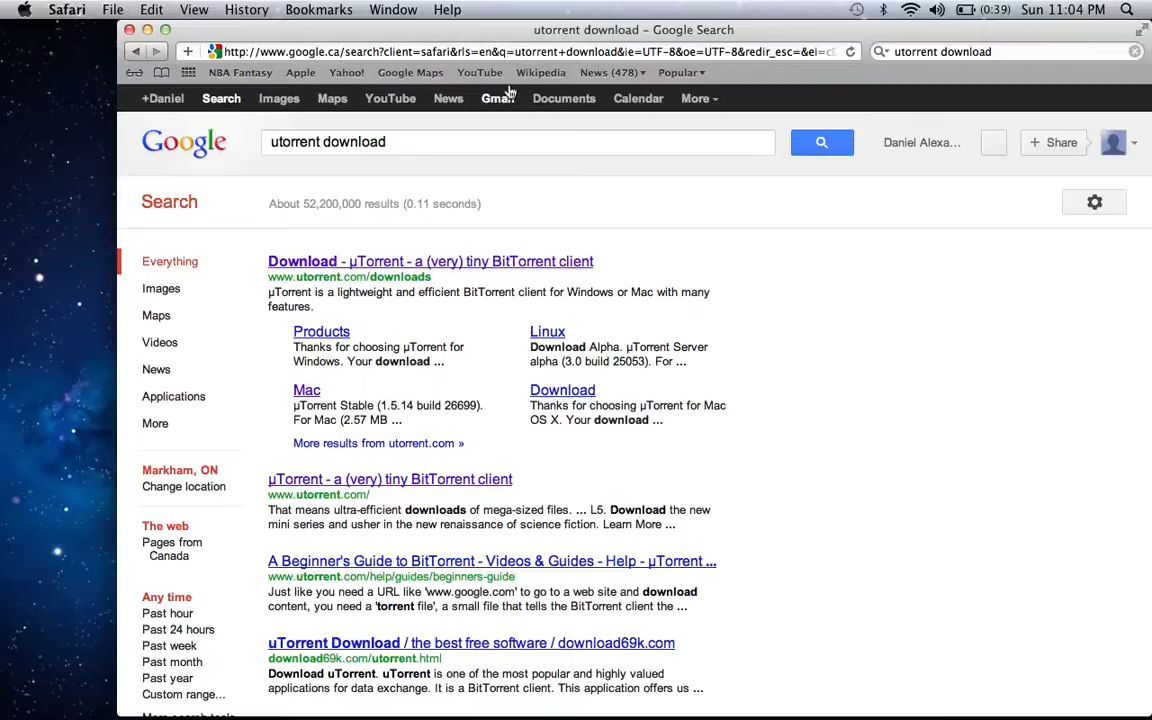 Safari File Edit View History Bookmarks Window Help (0:39) Sun 11:04 PM
utorrent download - Google Search
http://www.google.ca/search?client=safari&rls=en&q=utorrent+download&ie=UTF-8&oe=UTF-8&redir_esc=&ei=c utorrent download
NBA Fantasy Apple Yahoo! Google Maps YouTube Wikipedia News (478) Popular
+Daniel Search Images Maps YouTube News Gmail Documents Calendar More
Google utorrent download Daniel Alexa... + Share
Search About 52,200,000 results (0.11 seconds)
Everything
Images
Maps
Videos
News
Applications
More
Markham, ON
Change location
The web
Pages from
Canada
Any time
Past hour
Past 24 hours
Past week
Past month
Past year
Custom range...
More search tools
Download - µTorrent - a (very) tiny BitTorrent client
www.utorrent.com/downloads
µTorrent is a lightweight and efficient BitTorrent client for Windows or Mac with many
features.
Products
Thanks for choosing µTorrent for
Windows. Your download ...
Linux
Download Alpha. µTorrent Server
alpha (3.0 build 25053). For ...
Mac
µTorrent Stable (1.5.14 build 26699).
For Mac (2.57 MB ...
Download
Thanks for choosing µTorrent for Mac
OS X. Your download ...
More results from utorrent.com »
µTorrent - a (very) tiny BitTorrent client
www.utorrent.com/
That means ultra-efficient downloads of mega-sized files. ... L5. Download the new
mini series and usher in the new renaissance of science fiction. Learn More ...
A Beginner's Guide to BitTorrent - Videos & Guides - Help - µTorrent ...
www.utorrent.com/help/guides/beginners-guide
Just like you need a URL like 'www.google.com' to go to a web site and download
content, you need a 'torrent file', a small file that tells the BitTorrent client the ...
uTorrent Download / the best free software / download69k.com
download69k.com/utorrent.html
Download uTorrent. uTorrent is one of the most popular and highly valued
applications for data exchange. It is a BitTorrent client. This application offers us ...